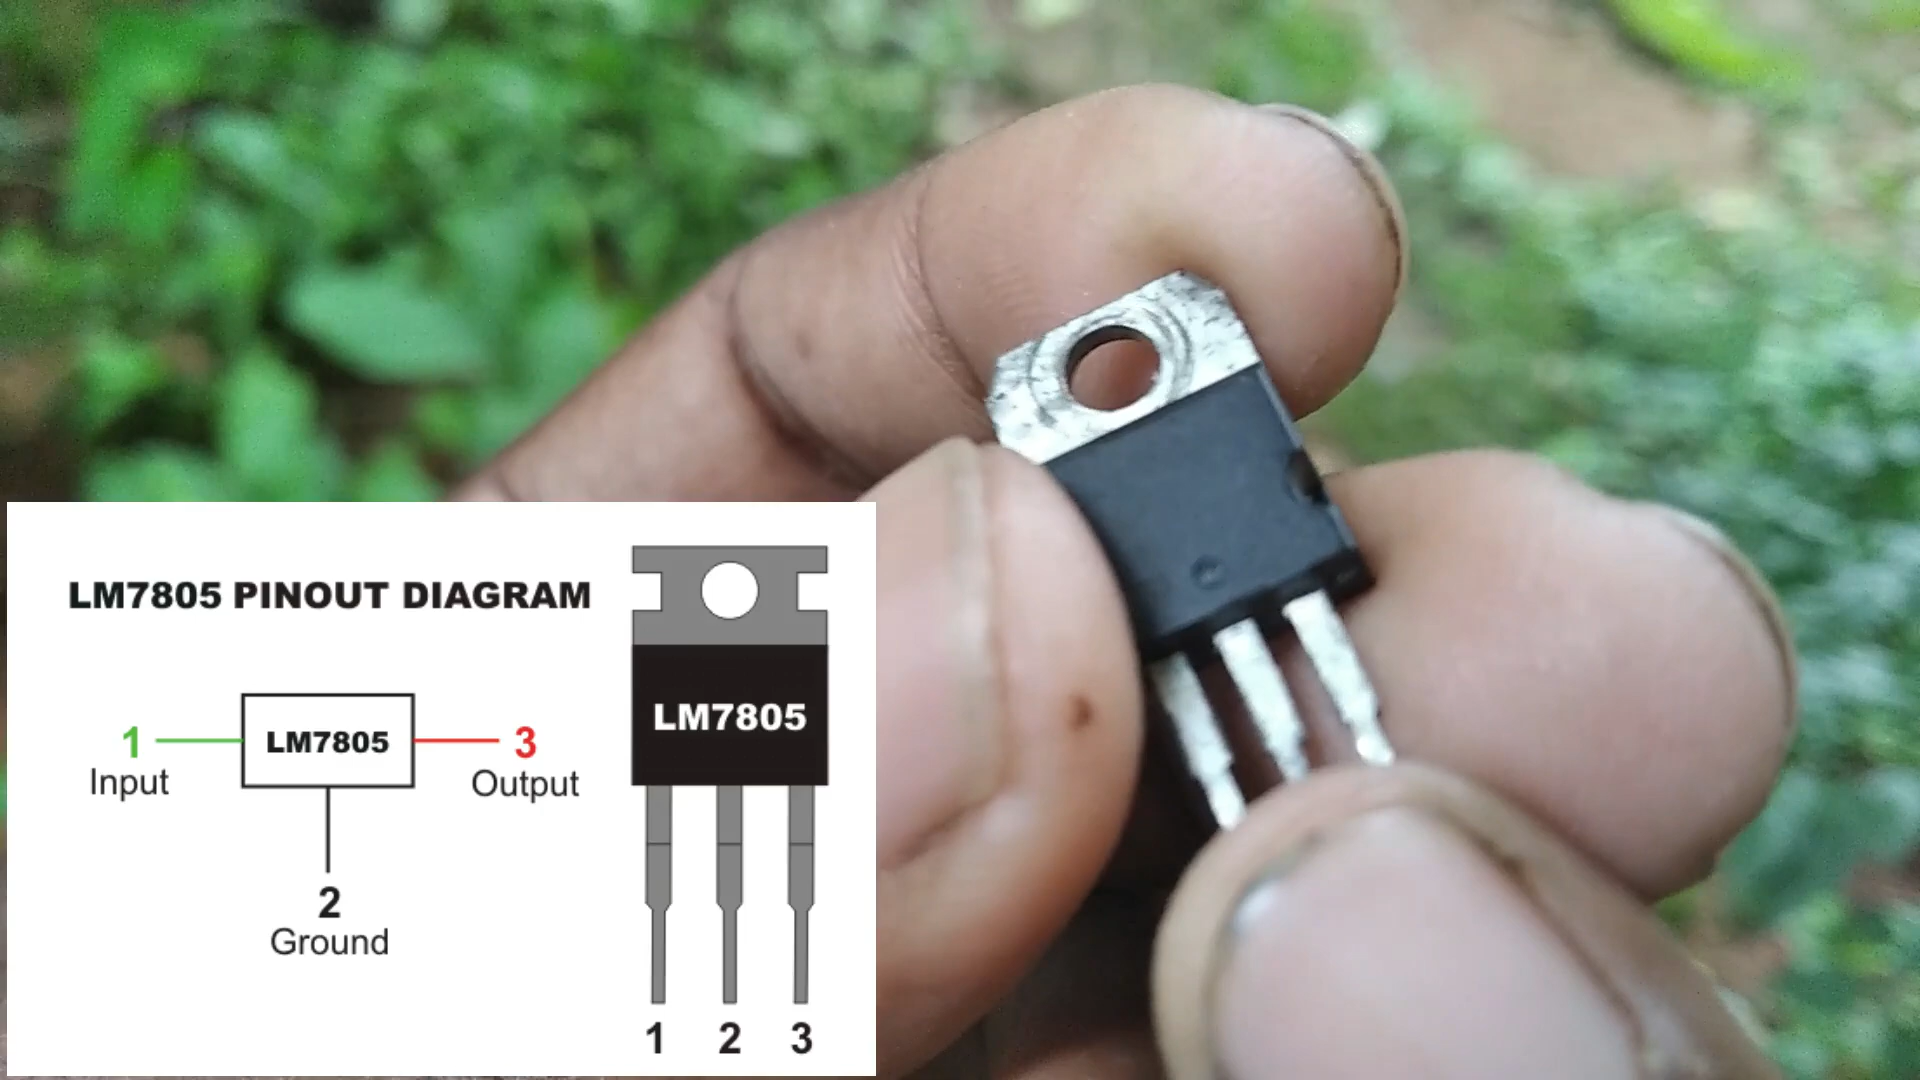 LM7805 PINOUT DIAGRAM
LM7805
1
LM7805
3
Input
Output
2
Ground
1 2 3